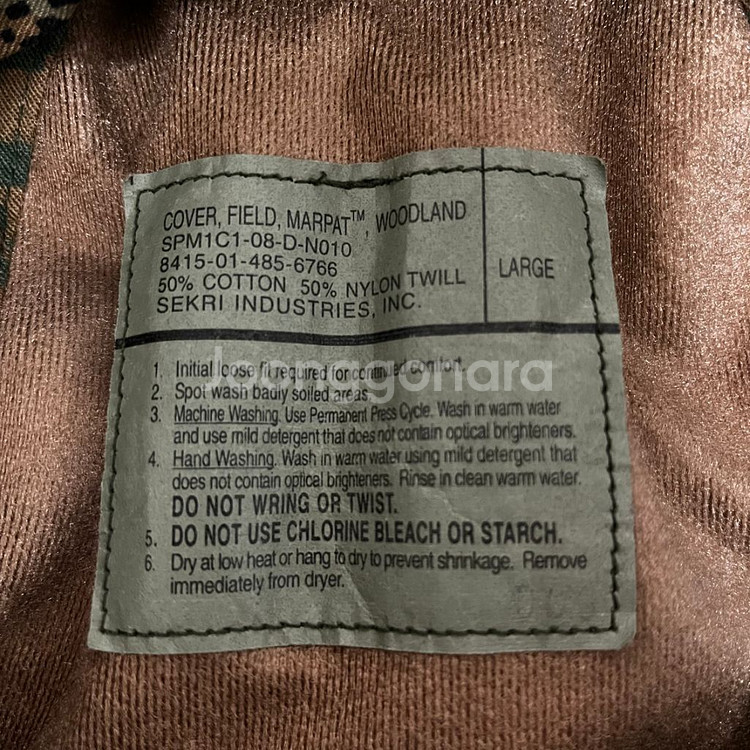 COVER, FIELD, MARPAT™, WOODLAND
SPM1C1-08-D-N010
8415-01-485-6766
50% COTTON 50% NYLON TWILL
SEKRI INDUSTRIES, INC.
LARGE
1. Initial loose fit required for continued comfort.
2. Spot wash badly soiled areas.
3. Machine Washing. Use Permanent Press Cycle. Wash in warm water
and use mild detergent that does not contain optical brighteners.
4. Hand Washing. Wash in warm water using mild detergent that
does not contain optical brighteners. Rinse in clean warm water.
DO NOT WRING OR TWIST.
5. DO NOT USE CHLORINE BLEACH OR STARCH.
6. Dry at low heat or hang to dry to prevent shrinkage. Remove
immediately from dryer.